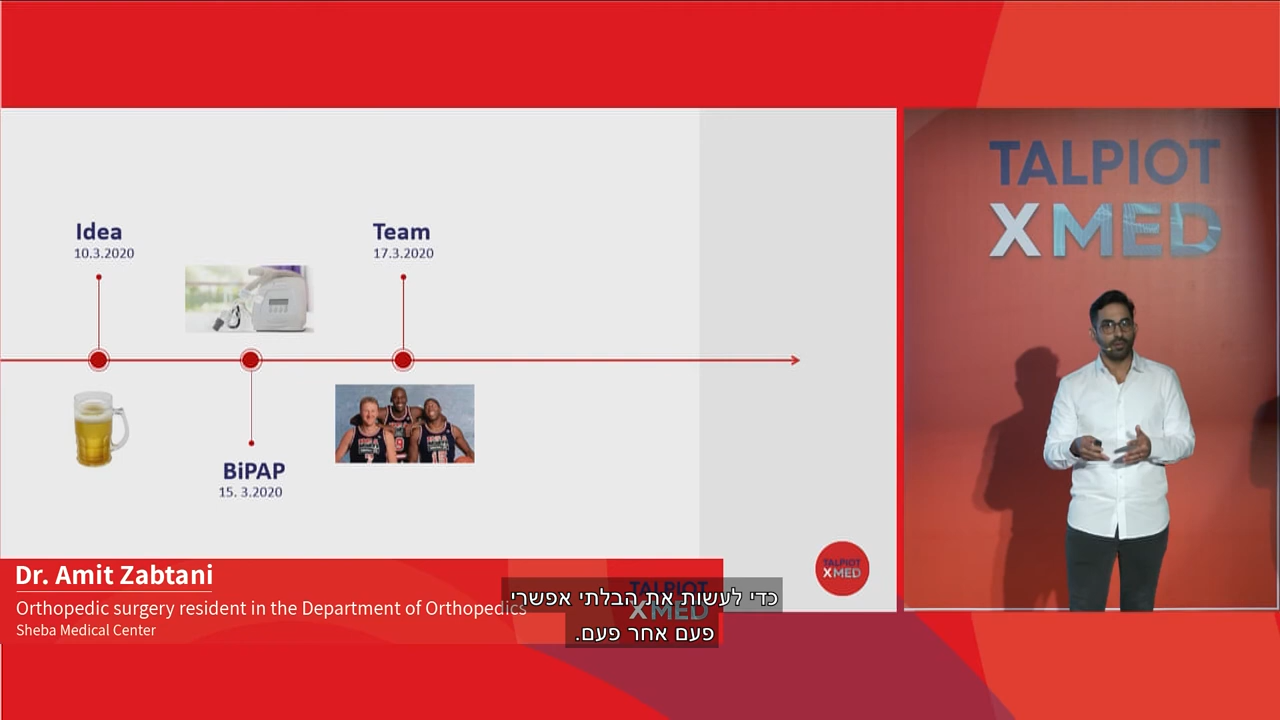 Idea
10.3.2020
Team
17.3.2020
BiPAP
15. 3.2020
TALPIOT
XMED
TALPIOT
XMED
Dr. Amit Zabtani
Orthopedic surgery resident in the Department of Orthopedics
Sheba Medical Center
TALPIOT
XMED
כדי לעשות את הבלתי אפשרי.
פעם אחר פעם.